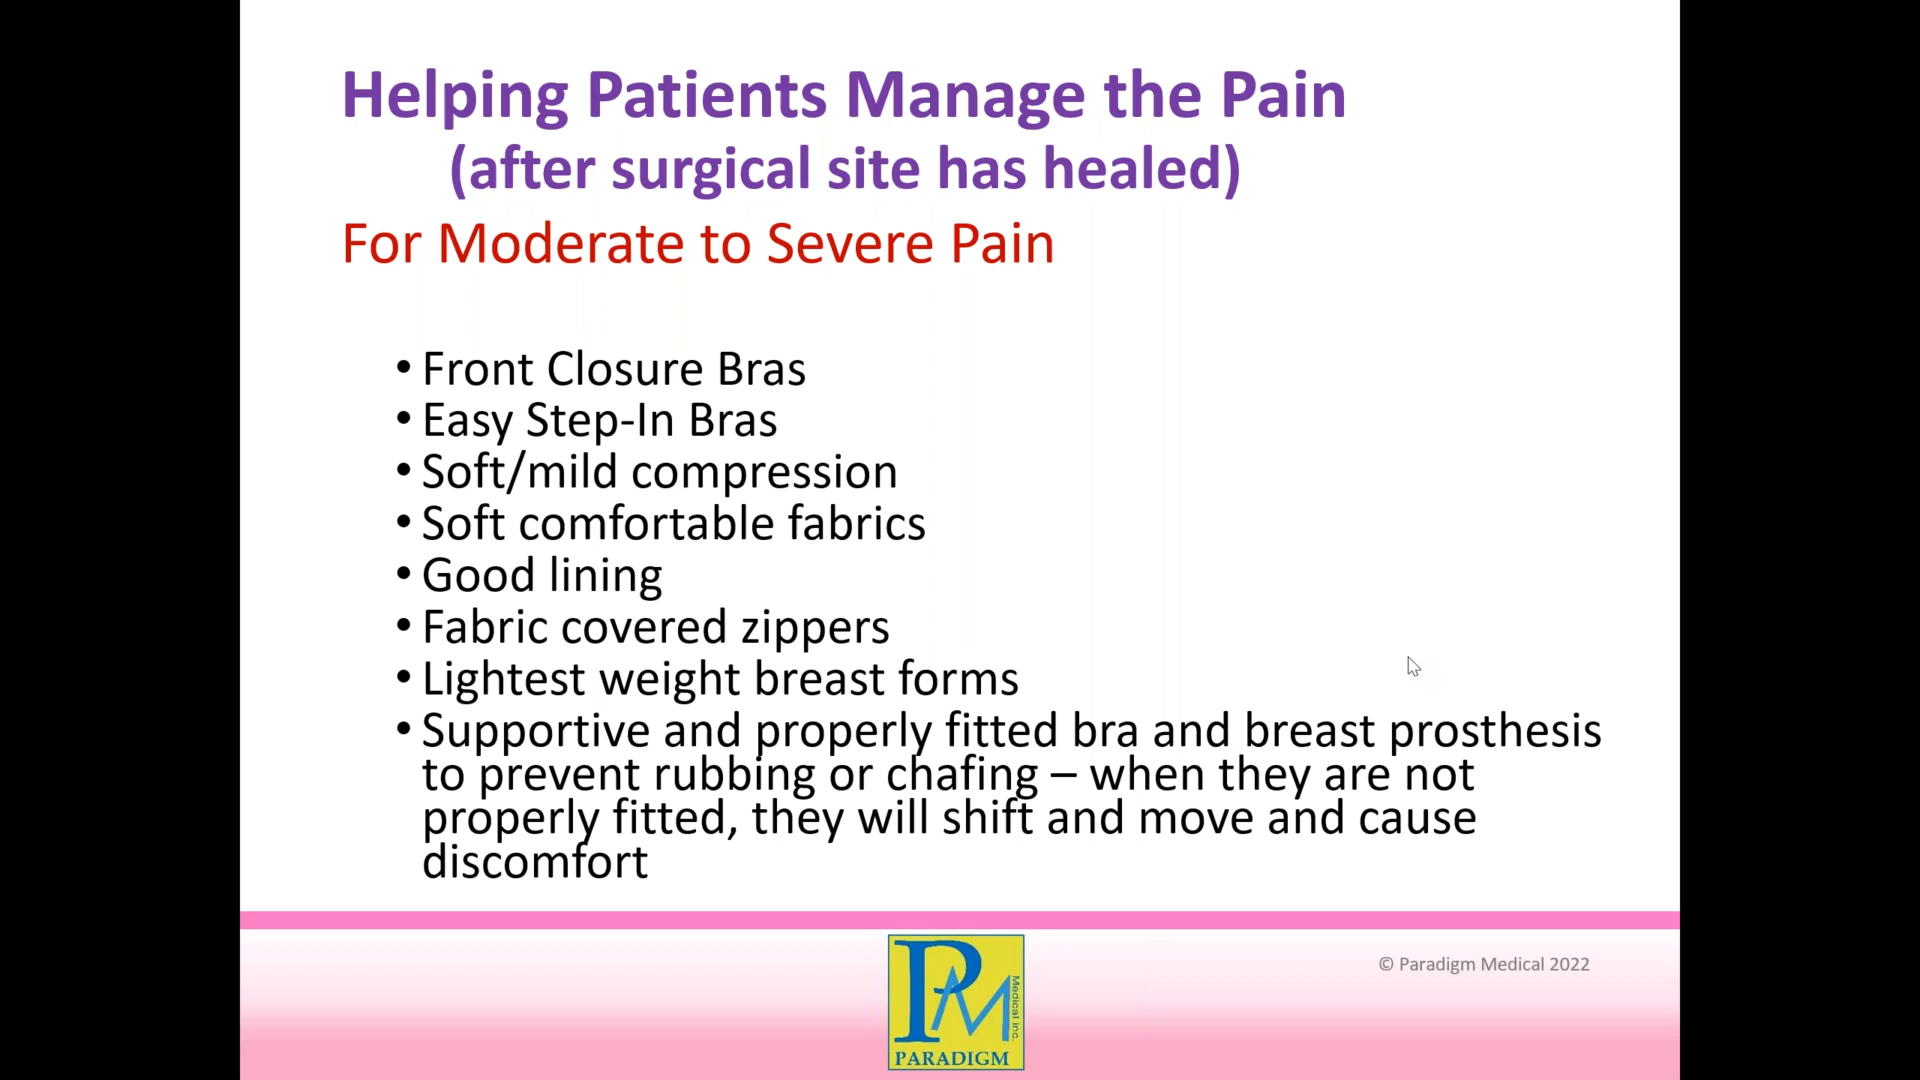 Helping Patients Manage the Pain
(after surgical site has healed)
For Moderate to Severe Pain
• Front Closure Bras
• Easy Step-In Bras
• Soft/mild compression
• Soft comfortable fabrics
• Good lining
• Fabric covered zippers
• Lightest weight breast forms
• Supportive and properly fitted bra and breast prosthesis
to prevent rubbing or chafing – when they are not
properly fitted, they will shift and move and cause
discomfort
PM
Medical inc.
PARADIGM
© Paradigm Medical 2022